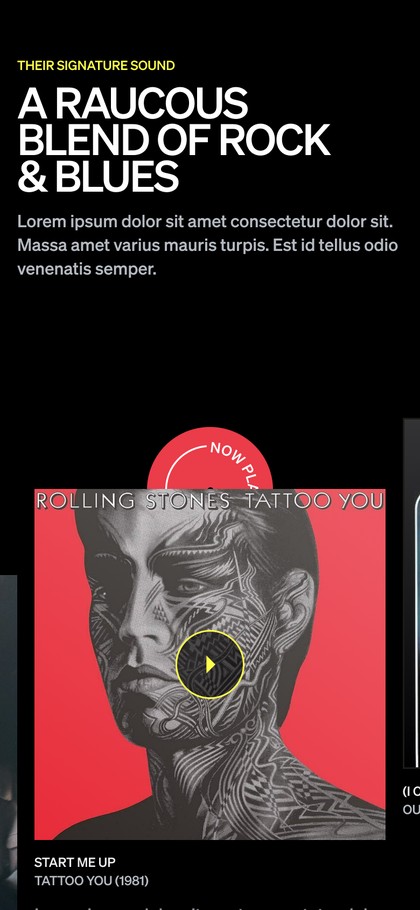 THEIR SIGNATURE SOUND
A RAUCOUS
BLEND OF ROCK
& BLUES
Lorem ipsum dolor sit amet consectetur dolor sit.
Massa amet varius mauris turpis. Est id tellus odio
venenatis semper.
NOW PLA
ROLLING STONES TATTOO YOU
START ME UP
TATTOO YOU (1981)
(I C
OU